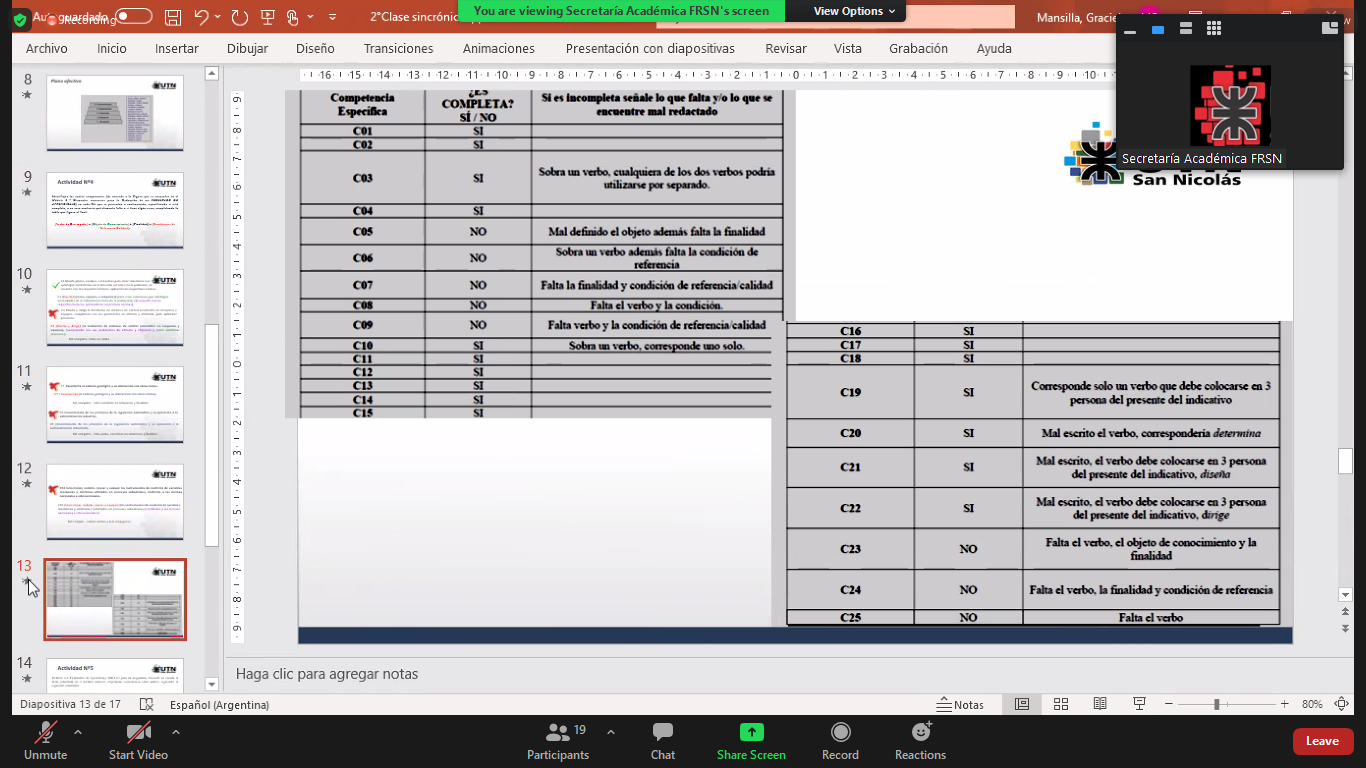 Recording
You are viewing Secretaría Académica FRSN's screen
View Options
2°Clase sincrónic
Mansilla, Graciel
Archivo
Inicio
Insertar
Dibujar
Diseño
Transiciones
Animaciones
Presentación con diapositivas
Revisar
Vista
Grabación
Ayuda
Secretaría Académica FRSN
8
Plano afectivo
UTN
9
Actividad Nº4
UTN
10
UTN
11
UTN
12
UTN
13
UTN
14
Actividad Nº5
UTN
Competencia Específica
¿ES COMPLETA? SÍ / NO
Si es incompleta señale lo que falta y/o lo que se encuentre mal redactado
C01 SI
C02 SI
C03 SI Sobra un verbo, cualquiera de los dos verbos podría utilizarse por separado.
C04 SI
C05 NO Mal definido el objeto además falta la finalidad
C06 NO Sobra un verbo además falta la condición de referencia
C07 NO Falta la finalidad y condición de referencia/calidad
C08 NO Falta el verbo y la condición.
C09 NO Falta verbo y la condición de referencia/calidad
C10 SI Sobra un verbo, corresponde uno solo.
C11 SI
C12 SI
C13 SI
C14 SI
C15 SI
San Nicolás
C16 SI
C17 SI
C18 SI
C19 SI Corresponde solo un verbo que debe colocarse en 3 persona del presente del indicativo
C20 SI Mal escrito el verbo, correspondería determina
C21 SI Mal escrito, el verbo debe colocarse en 3 persona del presente del indicativo, diseña
C22 SI Mal escrito, el verbo debe colocarse en 3 persona del presente del indicativo, dirige
C23 NO Falta el verbo, el objeto de conocimiento y la finalidad
C24 NO Falta el verbo, la finalidad y condición de referencia
C25 NO Falta el verbo
Haga clic para agregar notas
Diapositiva 13 de 17
Español (Argentina)
Notas
80%
Unmute
Start Video
Participants
19
Chat
Share Screen
Record
Reactions
Leave